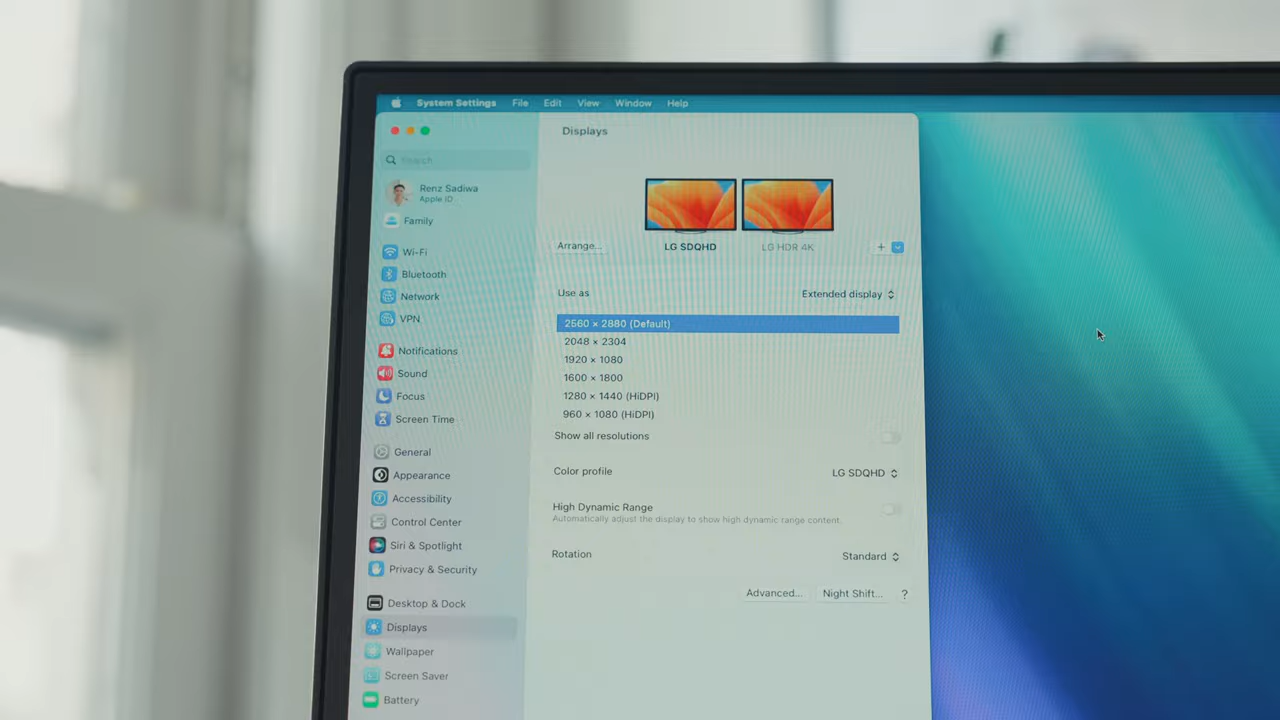 System Settings File Edit View Window Help
Displays
Search
Renz Sadiwa
Apple ID
Family
Wi-Fi
Bluetooth
Network
VPN
Notifications
Sound
Focus
Screen Time
General
Appearance
Accessibility
Control Center
Siri & Spotlight
Privacy & Security
Desktop & Dock
Displays
Wallpaper
Screen Saver
Battery
Arrange...
LG SDQHD
LG HDR 4K
+
Use as
Extended display
2560 × 2880 (Default)
2048 × 2304
1920 × 1080
1600 × 1800
1280 × 1440 (HiDPI)
960 × 1080 (HiDPI)
Show all resolutions
Color profile
LG SDQHD
High Dynamic Range
Automatically adjust the display to show high dynamic range content.
Rotation
Standard
Advanced...
Night Shift...
?